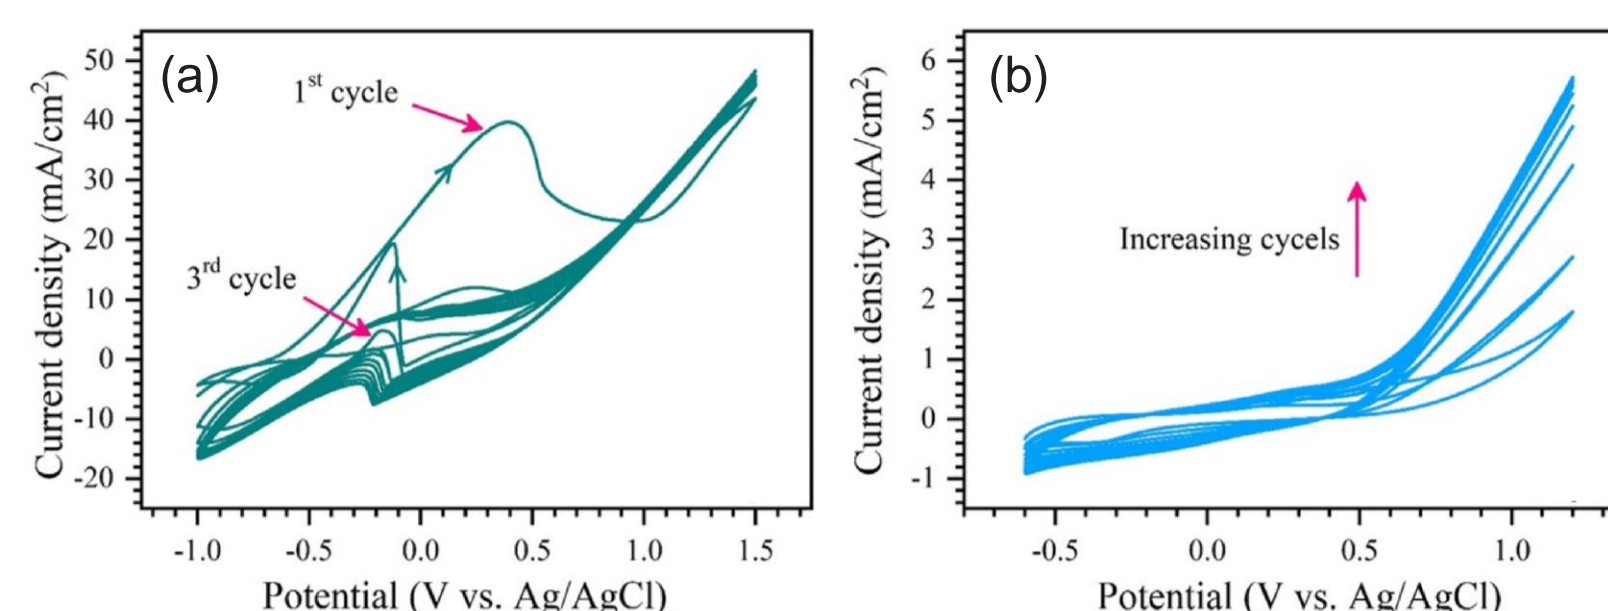 (a)
1st cycle
3rd cycle
50
40
30
20
10
0
-10
-20
-1.0 -0.5 0.0 0.5 1.0 1.5
Current density (mA/cm2)
Potential (V vs. Ag/AgCl)
(b)
Increasing cycels
6
5
4
3
2
1
0
-1
-0.5 0.0 0.5 1.0
Current density (mA/cm2)
Potential (V vs. Ag/AgCl)